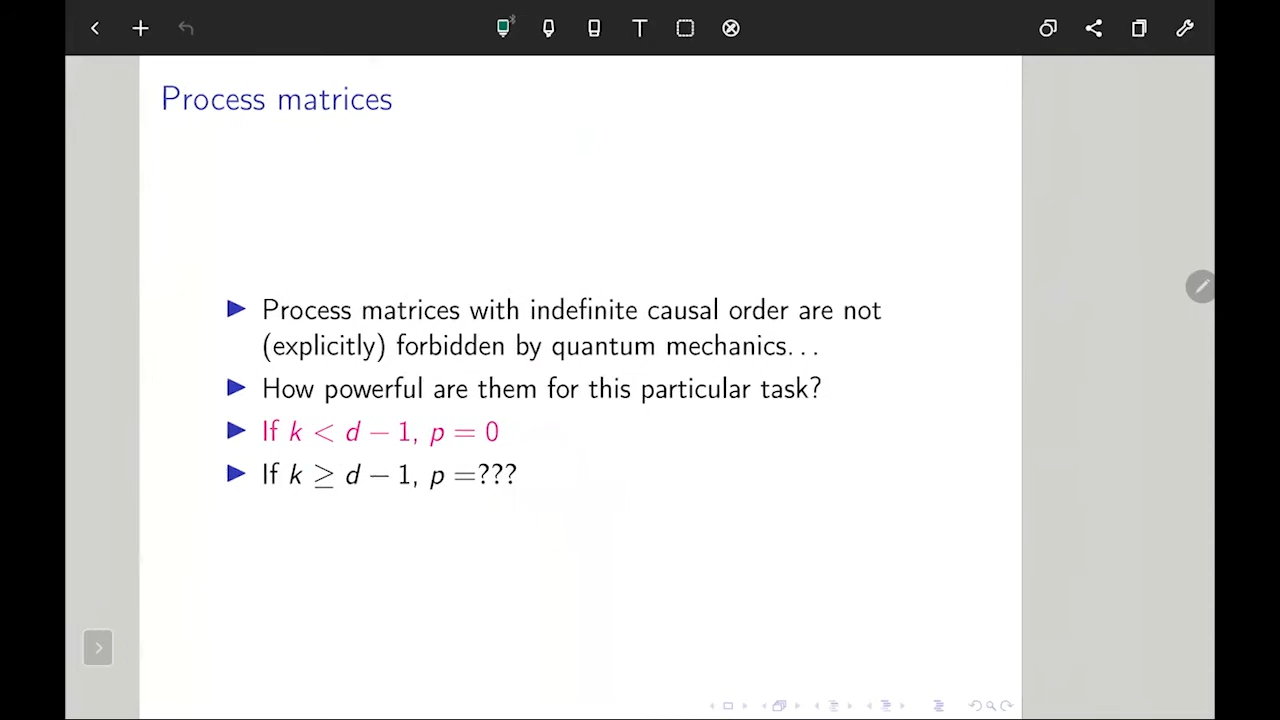 Process matrices
▶ Process matrices with indefinite causal order are not
(explicitly) forbidden by quantum mechanics...
▶ How powerful are them for this particular task?
▶ If k < d − 1, p = 0
▶ If k ≥ d − 1, p =???